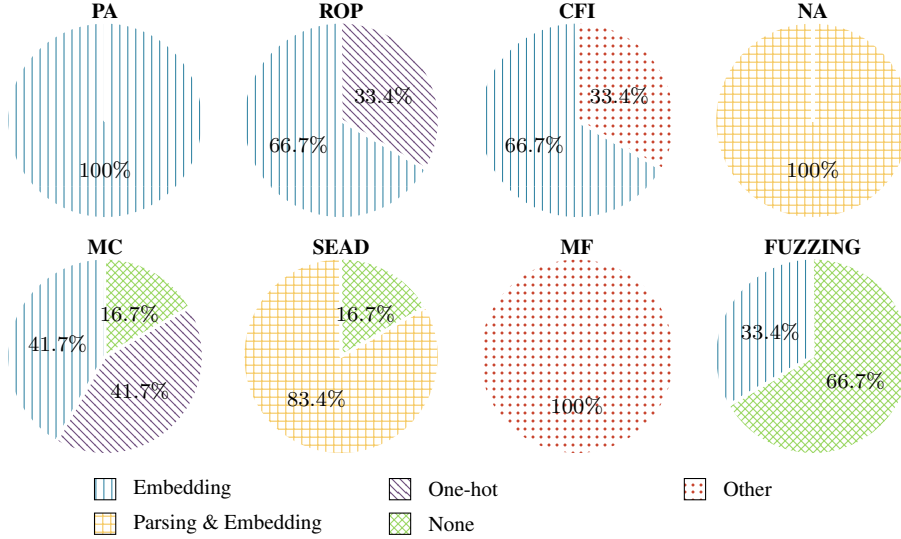 PA ROP CFI NA
100% 66.7% 33.4% 66.7% 33.4% 100%
MC SEAD MF FUZZING
41.7% 16.7% 41.7% 83.4% 16.7% 100% 33.4% 66.7%
Embedding One-hot Other
Parsing & Embedding None